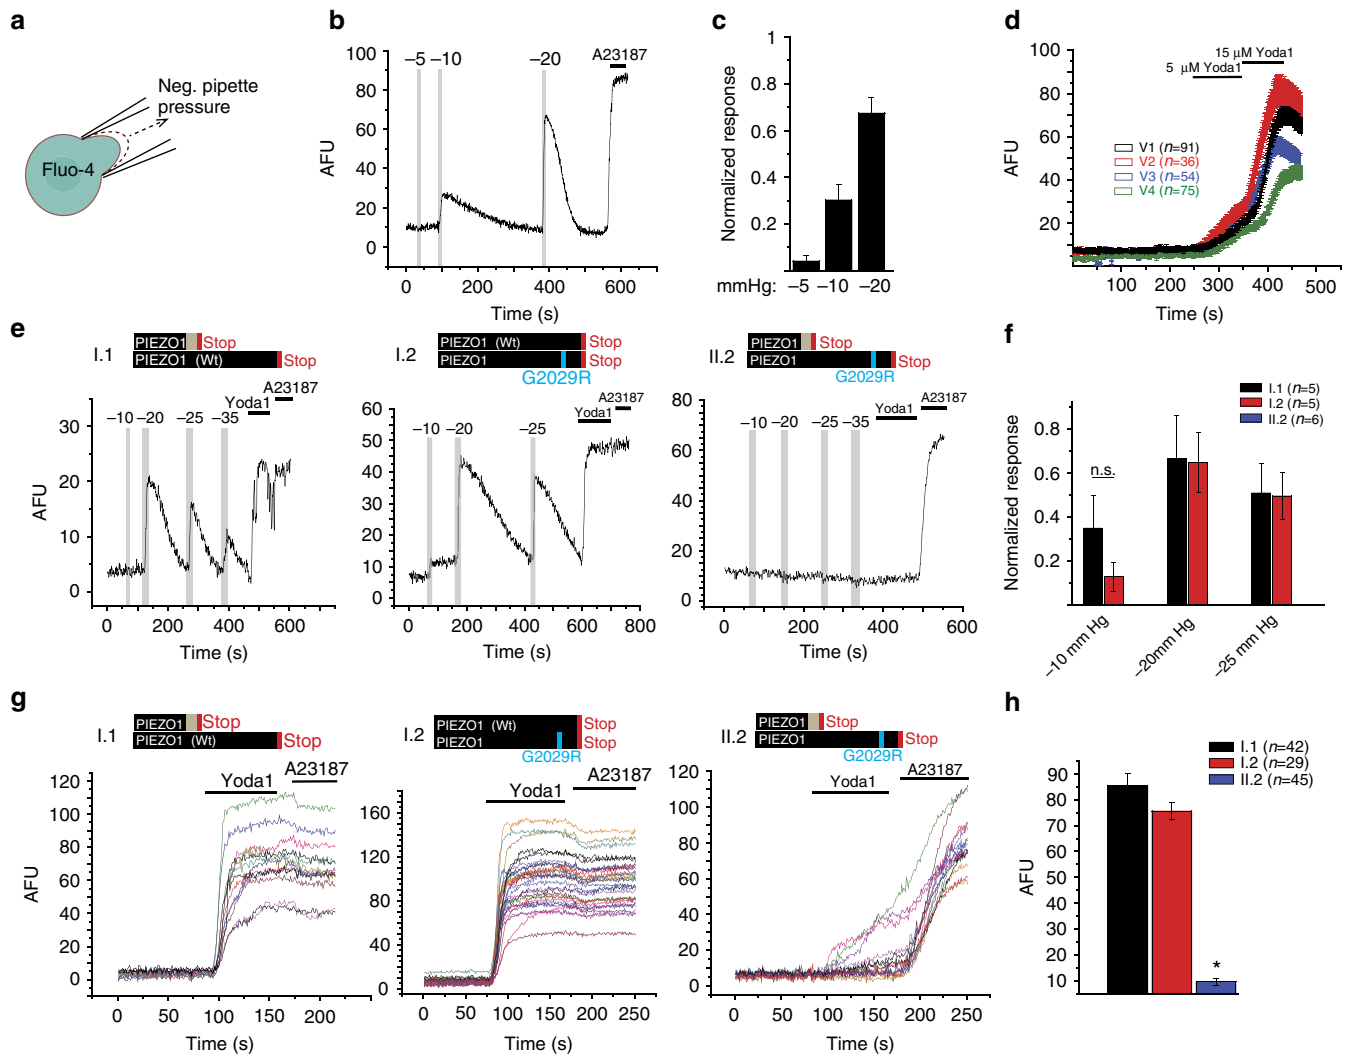 a
Neg. pipette
pressure
Fluo-4
b
–5 –10
–20
A23187
100
80
60
40
20
0
AFU
0 200 400 600
Time (s)
c
1
0.8
0.6
0.4
0.2
Normalized response
mmHg: –5 –10 –20
d
15 µM Yoda1
5 µM Yoda1
100
80
60
40
20
AFU
V1 (n=91)
V2 (n=36)
V3 (n=54)
V4 (n=75)
100 200 300 400 500
Time (s)
e
I.1
PIEZO1 Stop
PIEZO1 (Wt) Stop
A23187
Yoda1
–10 –20 –25 –35
30
20
10
0
AFU
0 200 400 600
Time (s)
I.2
PIEZO1 (Wt) Stop
PIEZO1 Stop
G2029R
A23187
Yoda1
–10 –20 –25
60
50
40
30
20
10
0
0 200 400 600 800
Time (s)
II.2
PIEZO1 Stop
PIEZO1 Stop
G2029R
A23187
Yoda1
–10 –20 –25 –35
80
60
40
20
0
0 200 400 600
Time (s)
f
I.1 (n=5)
I.2 (n=5)
II.2 (n=6)
n.s.
0.8
0.6
0.4
0.2
Normalized response
–10 mm Hg
–20mm Hg
–25 mm Hg
g
I.1
PIEZO1 Stop
PIEZO1 (Wt) Stop
A23187
Yoda1
120
100
80
60
40
20
0
AFU
0 50 100 150 200
Time (s)
I.2
PIEZO1 (Wt) Stop
PIEZO1 Stop
G2029R
A23187
Yoda1
160
120
80
40
0
0 50 100 150 200 250
Time (s)
II.2
PIEZO1 Stop
PIEZO1 Stop
G2029R
A23187
Yoda1
120
100
80
60
40
20
0
0 50 100 150 200 250
Time (s)
h
I.1 (n=42)
I.2 (n=29)
II.2 (n=45)
90
80
70
60
50
40
30
20
10
AFU
*